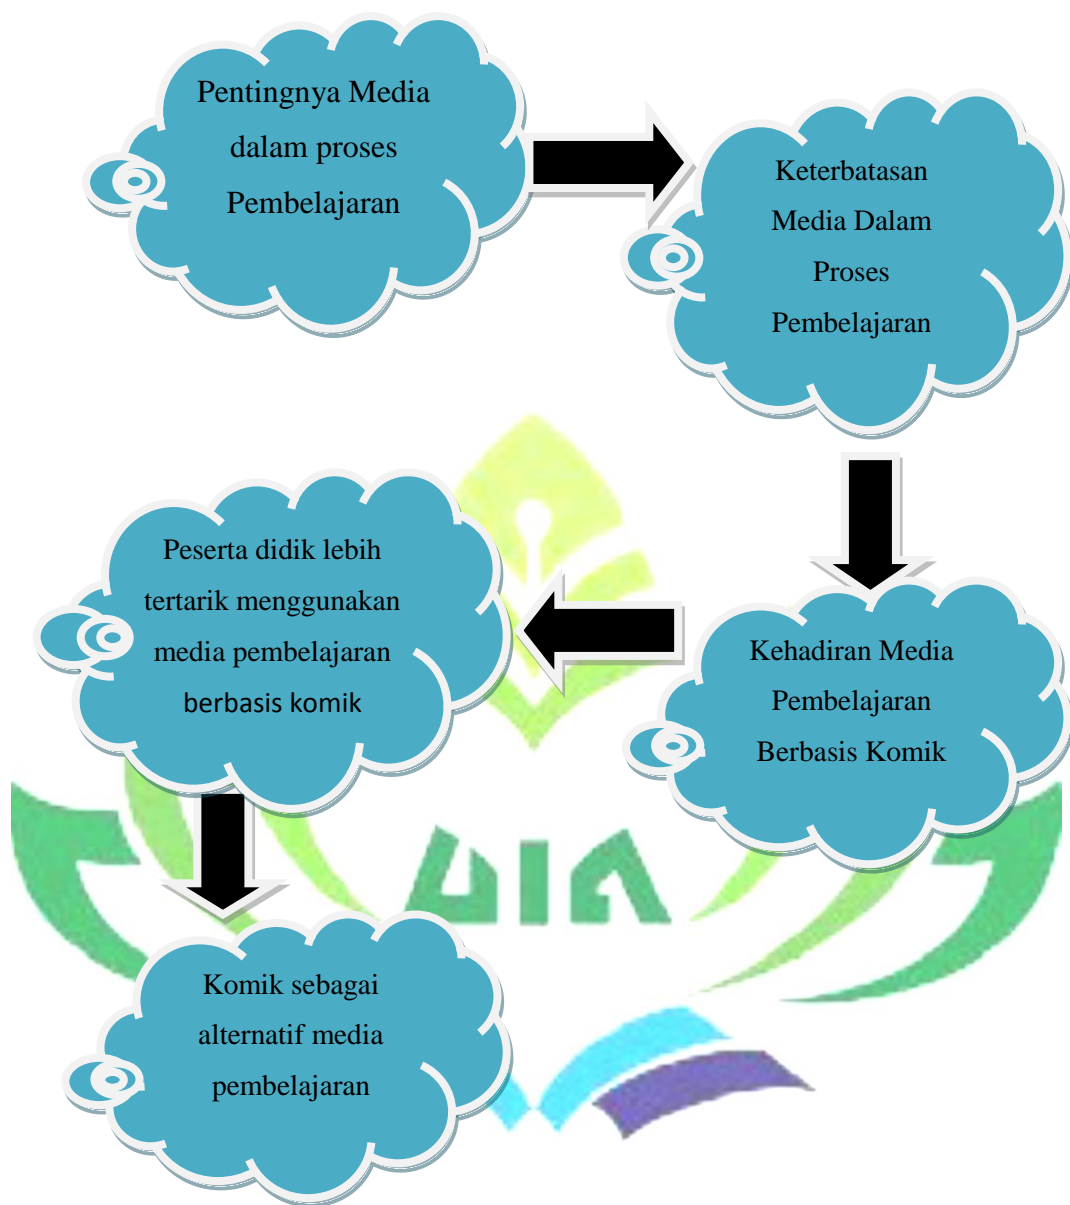 Pentingnya Media
dalam proses
Pembelajaran
Keterbatasan
Media Dalam
Proses
Pembelajaran
Kehadiran Media
Pembelajaran
Berbasis Komik
Peserta didik lebih
tertarik menggunakan
media pembelajaran
berbasis komik
Komik sebagai
alternatif media
pembelajaran